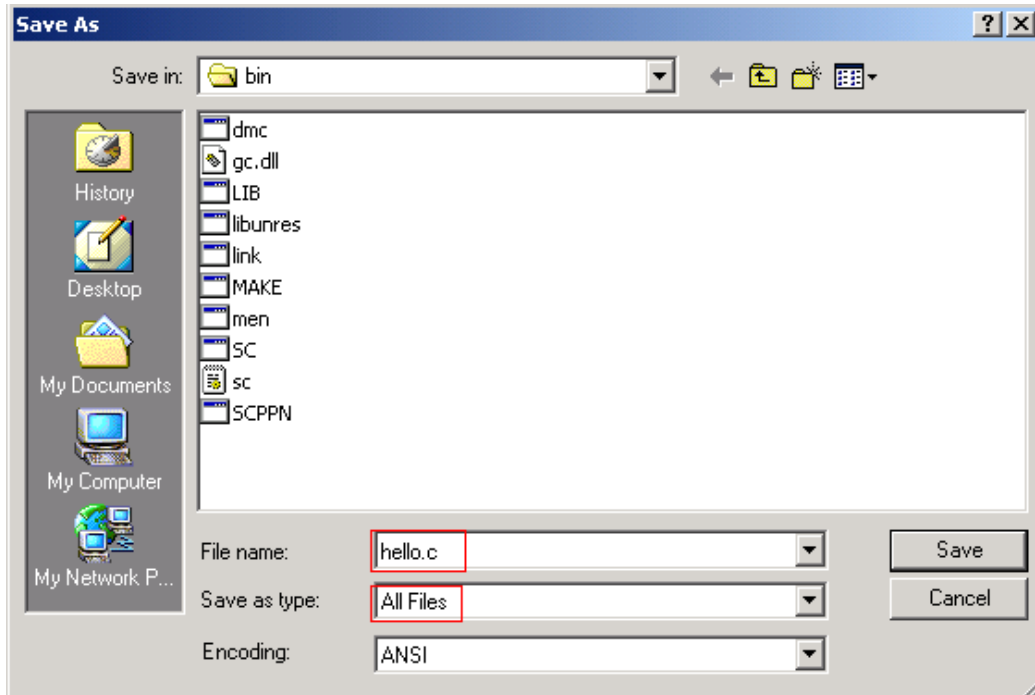 Save As
Save in: bin
History
Desktop
My Documents
My Computer
My Network P...
dmc
gc.dll
LIB
libunres
link
MAKE
men
SC
sc
SCPPN
File name: hello.c Save
Save as type: All Files Cancel
Encoding: ANSI